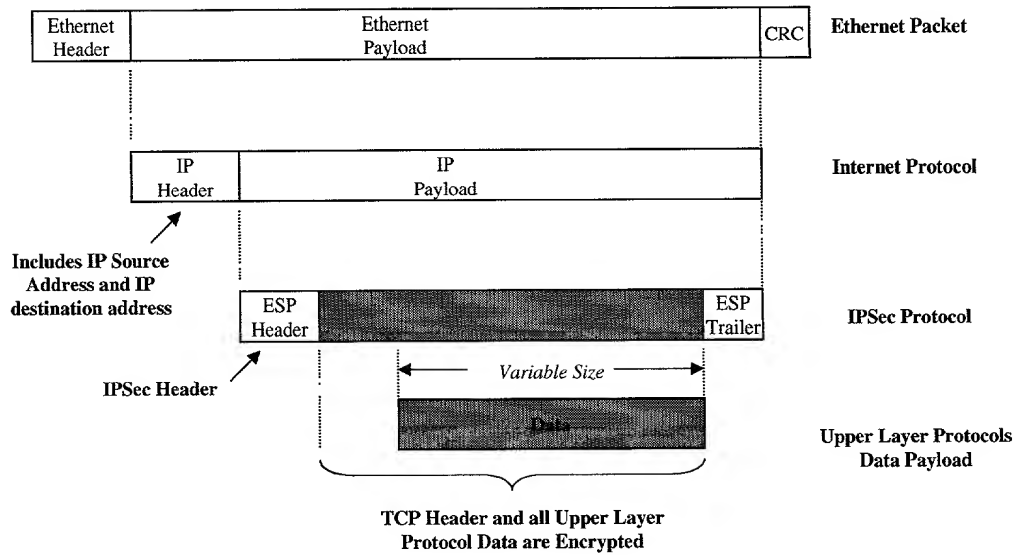 Ethernet
Header
Ethernet
Payload
CRC
Ethernet Packet
IP
Header
IP
Payload
Internet Protocol
Includes IP Source
Address and IP
destination address
ESP
Header
ESP
Trailer
IPSec Protocol
IPSec Header
Variable Size
Data
Upper Layer Protocols
Data Payload
TCP Header and all Upper Layer
Protocol Data are Encrypted